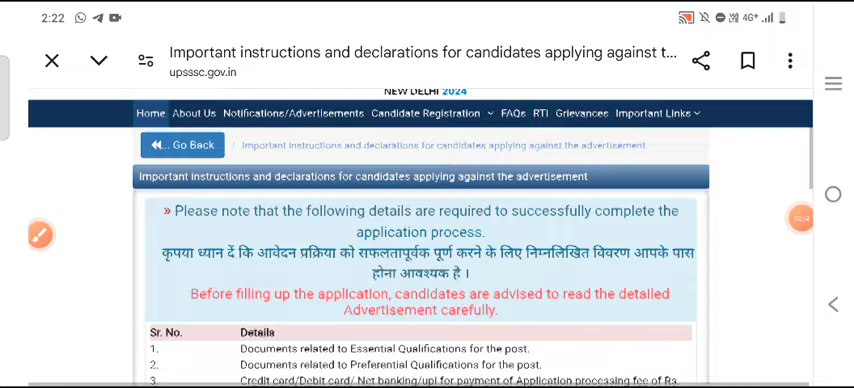 2:22 4G+
Important instructions and declarations for candidates applying against t...
upsssc.gov.in
NEW DELHI 2024
Home About Us Notifications/Advertisements Candidate Registration FAQs RTI Grievances Important Links
... Go Back / Important instructions and declarations for candidates applying against the advertisement
Important instructions and declarations for candidates applying against the advertisement
» Please note that the following details are required to successfully complete the
application process.
कृपया ध्यान दें कि आवेदन प्रक्रिया को सफलतापूर्वक पूर्ण करने के लिए निम्नलिखित विवरण आपके पास
होना आवश्यक है ।
Before filling up the application, candidates are advised to read the detailed
Advertisement carefully.
Sr. No. Details
1. Documents related to Essential Qualifications for the post.
2. Documents related to Preferential Qualifications for the post.
3. Credit card/Debit card/ Net banking/upi for payment of Application processing fee of Rs.